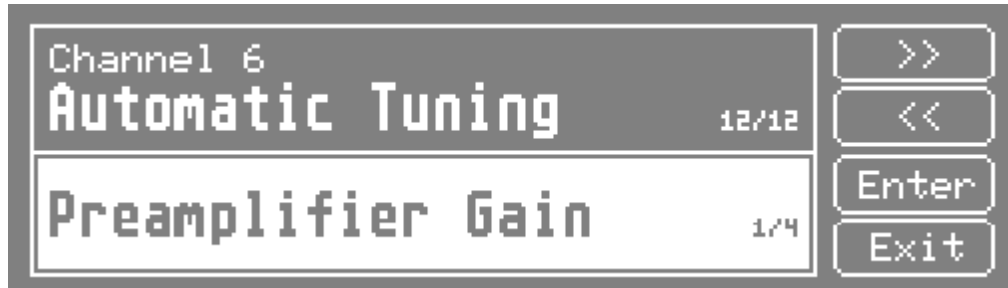 Channel 6
Automatic Tuning 12/12
Preamplifier Gain 1/4
>>
<<
Enter
Exit